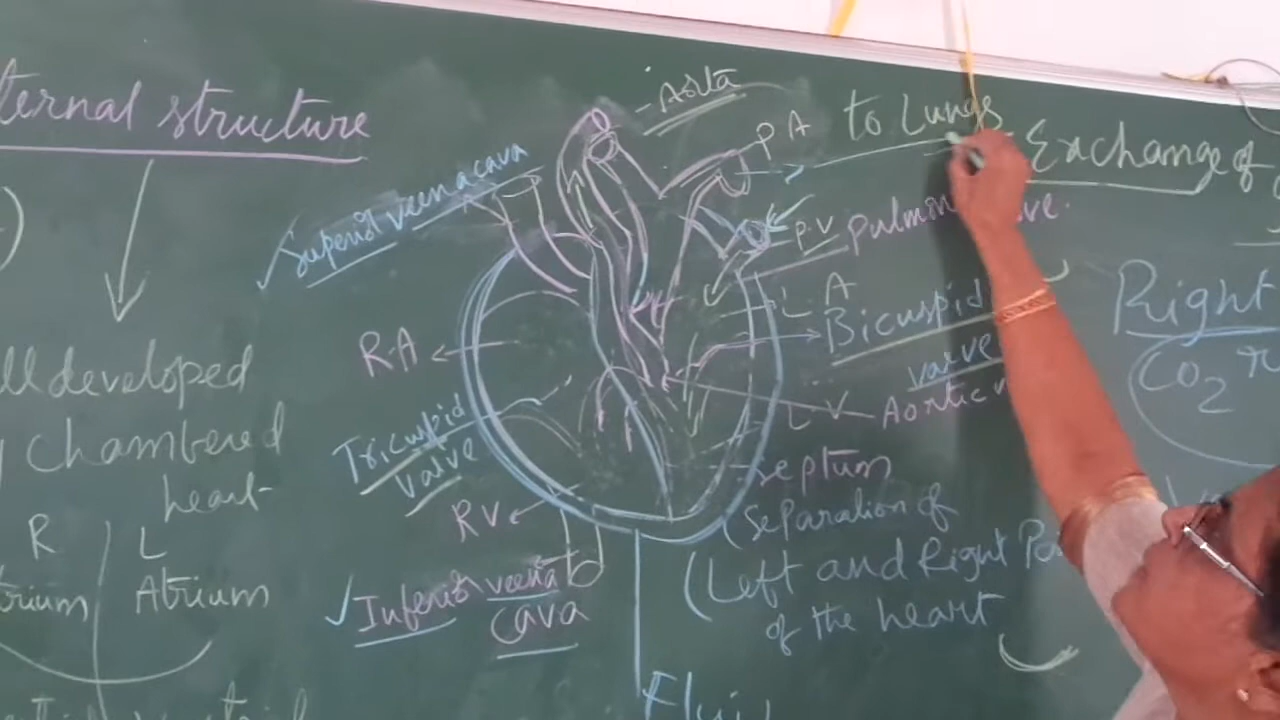 ternal structure
ll developed
chambered
heart
R
L
trium
Atrium
- Aorta
P A
to Lungs
Exchange of
Superior veena cava
P.V
pulmon
ve.
L. A
Bicuspid
valve
R.A
L.V
Aortic v
Tricuspid
valve
septum
RV
(separation of
(Left and Right Pa
of the heart
Inferior veena
cava
Right
CO2 r
Flui